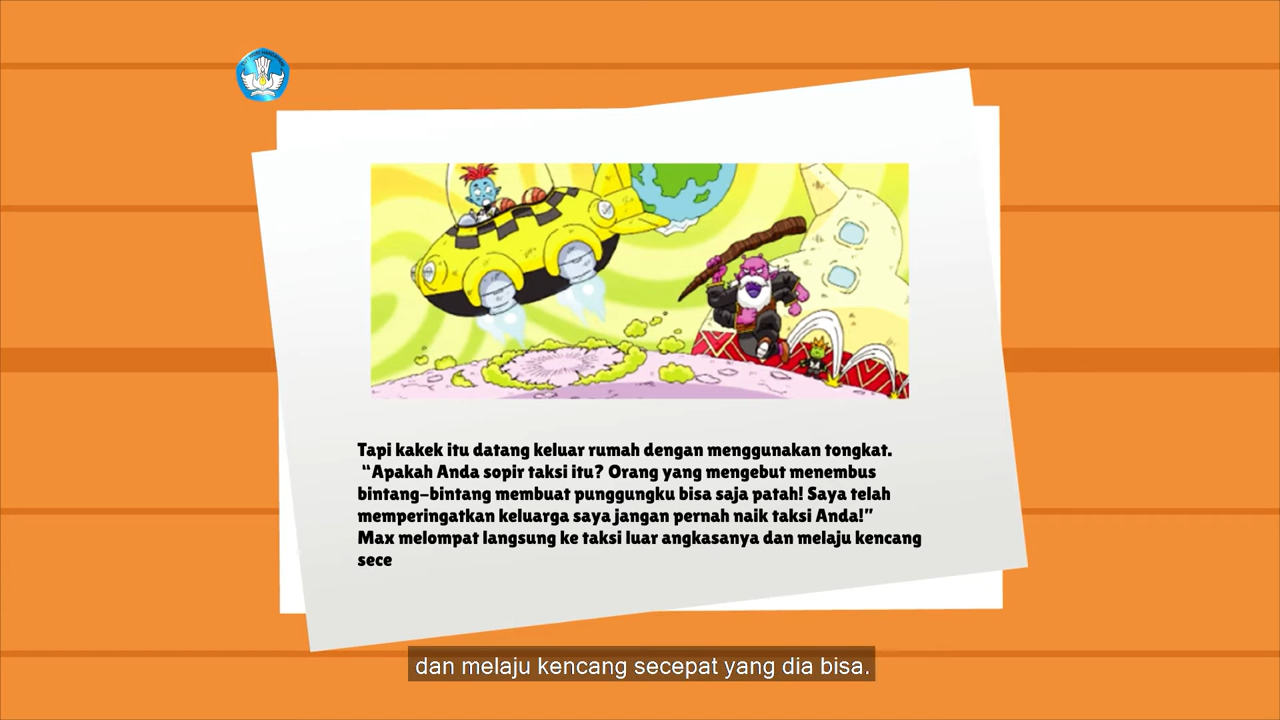 Tapi kakek itu datang keluar rumah dengan menggunakan tongkat.
“Apakah Anda sopir taksi itu? Orang yang mengebut menembus
bintang-bintang membuat punggungku bisa saja patah! Saya telah
memperingatkan keluarga saya jangan pernah naik taksi Anda!”
Max melompat langsung ke taksi luar angkasanya dan melaju kencang
sece
dan melaju kencang secepat yang dia bisa.